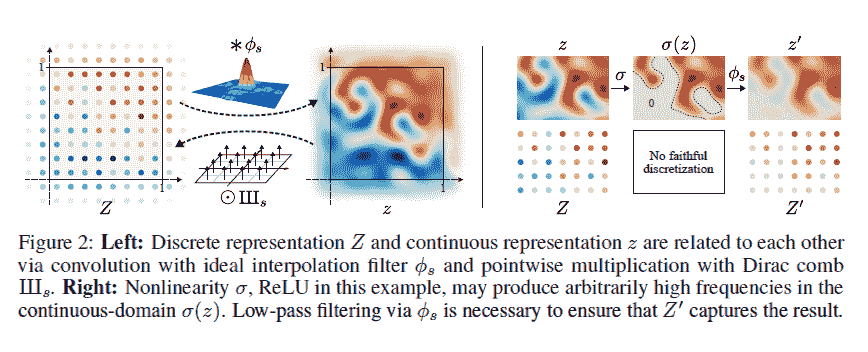 ∗ϕₛ
1
1
Z
⊙ Шₛ
1
1
z
z
σ
σ(z)
ϕₛ
z′
0
No faithful
discretization
Z
Z′
Figure 2: Left: Discrete representation Z and continuous representation z are related to each other
via convolution with ideal interpolation filter ϕₛ and pointwise multiplication with Dirac comb
Шₛ. Right: Nonlinearity σ, ReLU in this example, may produce arbitrarily high frequencies in the
continuous-domain σ(z). Low-pass filtering via ϕₛ is necessary to ensure that Z′ captures the result.